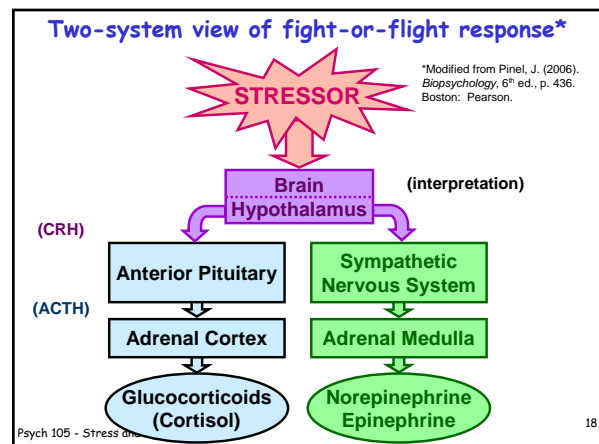 Two-system view of fight-or-flight response*
*Modified from Pinel, J. (2006).
Biopsychology, 6th ed., p. 436.
Boston: Pearson.
STRESSOR
Brain
Hypothalamus
(interpretation)
(CRH)
Anterior Pituitary
Sympathetic
Nervous System
(ACTH)
Adrenal Cortex
Adrenal Medulla
Glucocorticoids
(Cortisol)
Norepinephrine
Epinephrine
Psych 105 - Stress and
18